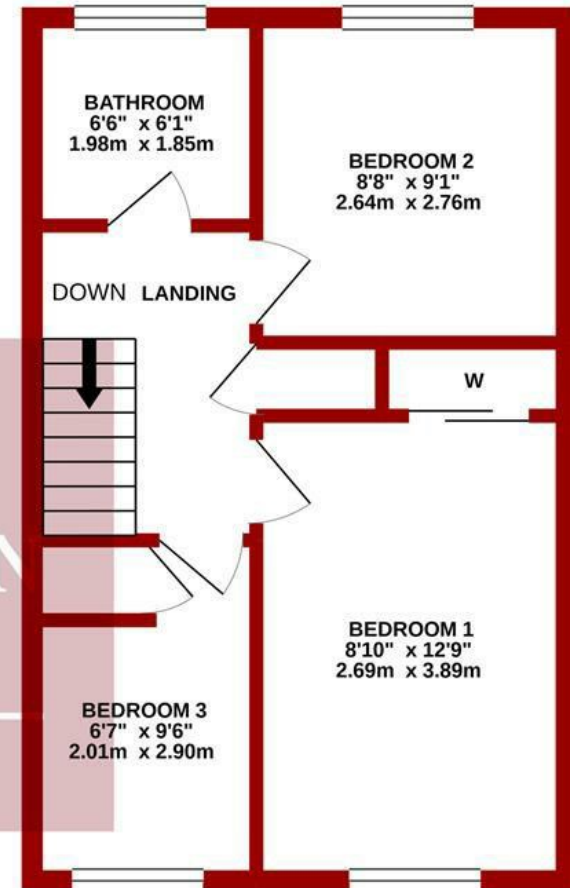 BATHROOM
6'6" x 6'1"
1.98m x 1.85m
BEDROOM 2
8'8" x 9'1"
2.64m x 2.76m
DOWN LANDING
W
BEDROOM 1
8'10" x 12'9"
2.69m x 3.89m
BEDROOM 3
6'7" x 9'6"
2.01m x 2.90m